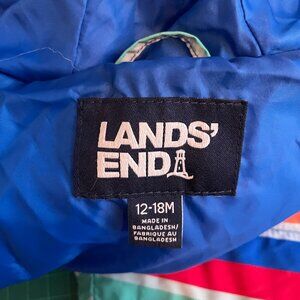 LANDS'
END
12-18M
MADE IN
BANGLADESH/
FABRIQUÉ AU
BANGLADESH